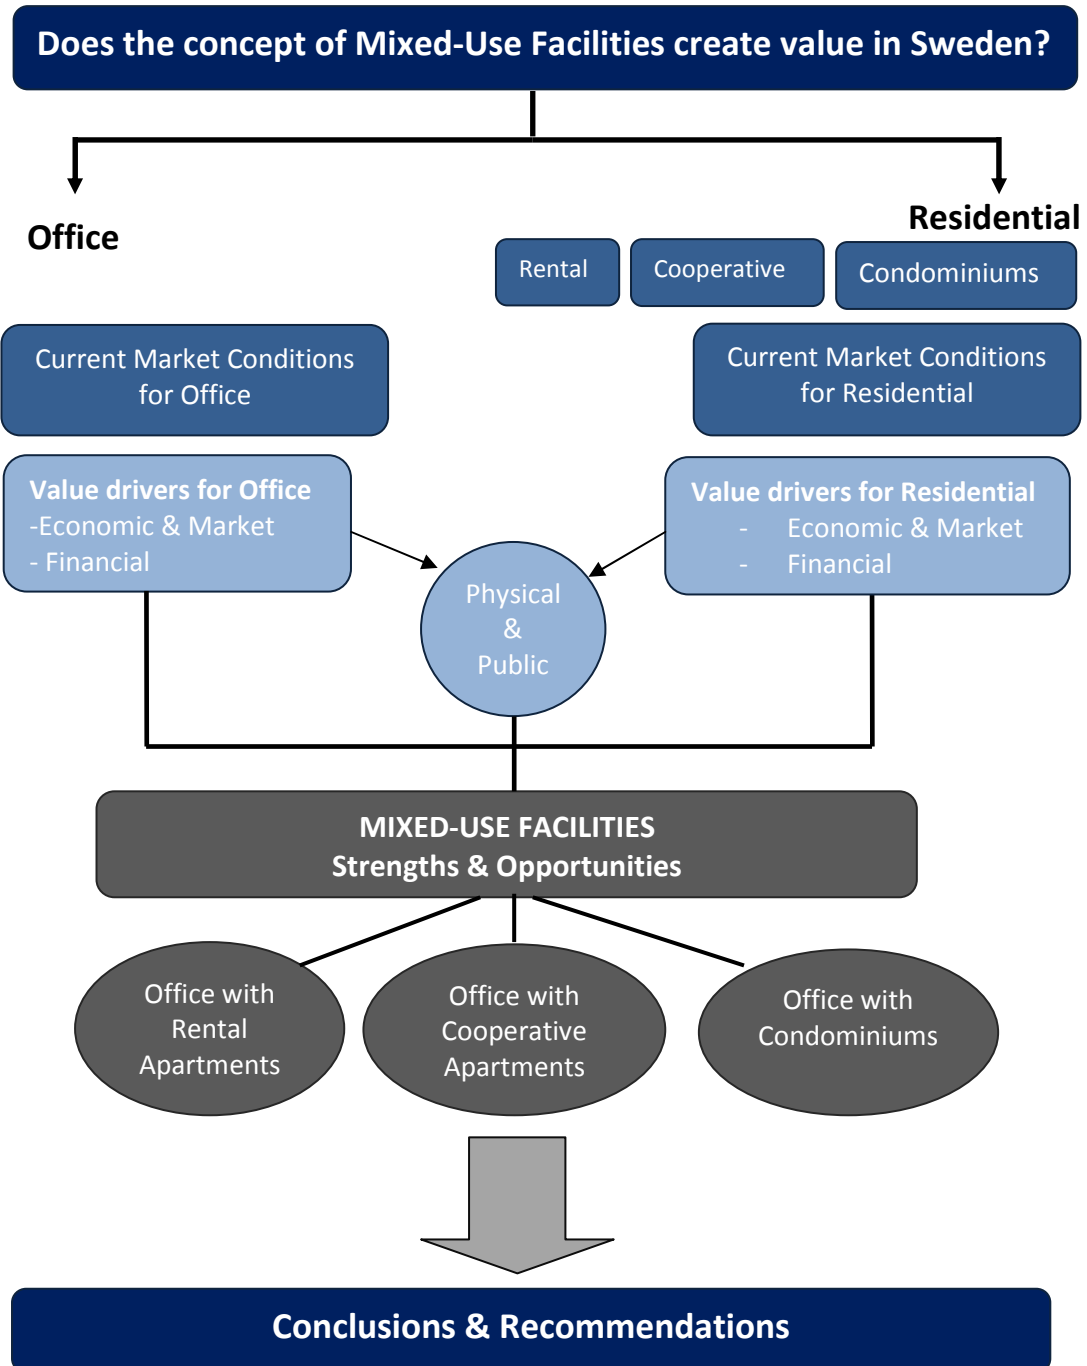 Does the concept of Mixed-Use Facilities create value in Sweden?
Office
Residential
Rental
Cooperative
Condominiums
Current Market Conditions
for Office
Current Market Conditions
for Residential
Value drivers for Office
-Economic & Market
- Financial
Value drivers for Residential
- Economic & Market
- Financial
Physical
&
Public
MIXED-USE FACILITIES
Strengths & Opportunities
Office with
Rental
Apartments
Office with
Cooperative
Apartments
Office with
Condominiums
Conclusions & Recommendations